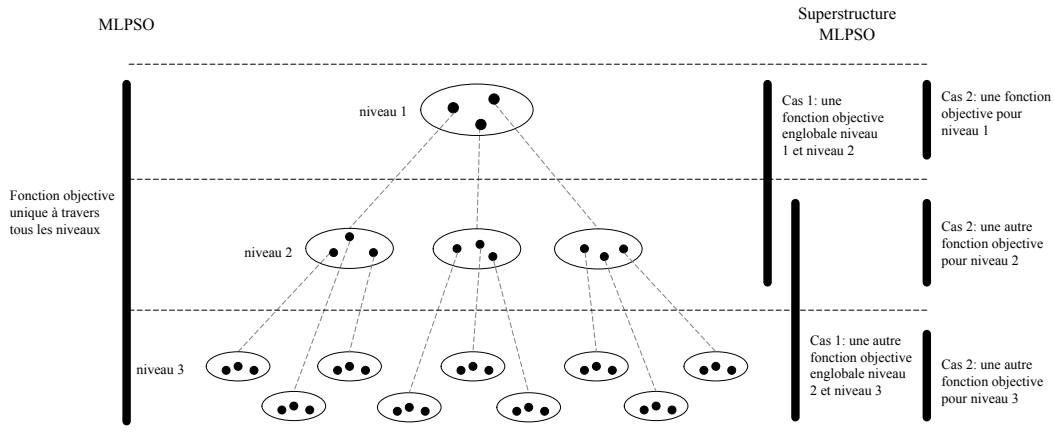 MLPSO
Superstructure
MLPSO
niveau 1
Cas 1: une
fonction objective
englobale niveau
1 et niveau 2
Cas 2: une fonction
objective pour
niveau 1
Fonction objective
unique à travers
tous les niveaux
niveau 2
Cas 2: une autre
fonction objective
pour niveau 2
niveau 3
Cas 1: une autre
fonction objective
englobale niveau
2 et niveau 3
Cas 2: une autre
fonction objective
pour niveau 3